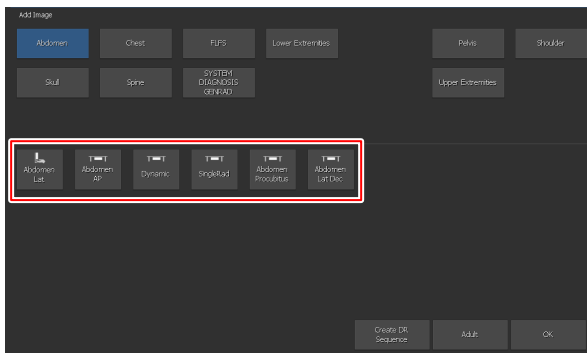 Add Image
Abdomen
Chest
FLFS
Lower Extremities
Pelvis
Shoulder
Skull
Spine
SYSTEM
DIAGNOSIS
GENRAD
Upper Extremities
Abdomen
Lat
Abdomen
AP
Dynamic
SingleRad
Abdomen
Procubitus
Abdomen
Lat Dec
Create DR
Sequence
Adult
OK